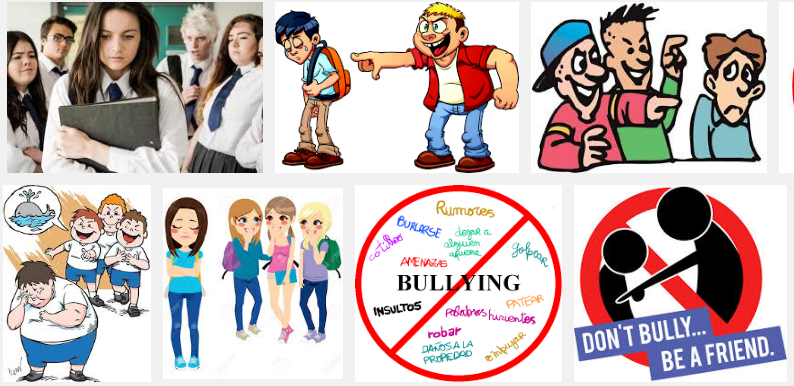 Rumores
BURLARSE
dejar a
alguien
afuera
cotilleo
golpear
AMENAZAS
BULLYING
INSULTOS
Palabras hirientes
PATEAR
robar
DAÑOS A LA
PROPIEDAD
empujar
DON'T BULLY...
BE A FRIEND.